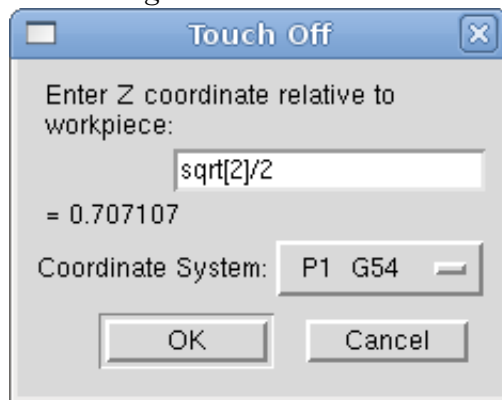 Touch Off
Enter Z coordinate relative to
workpiece:
sqrt[2]/2
= 0.707107
Coordinate System: P1 G54
OK Cancel